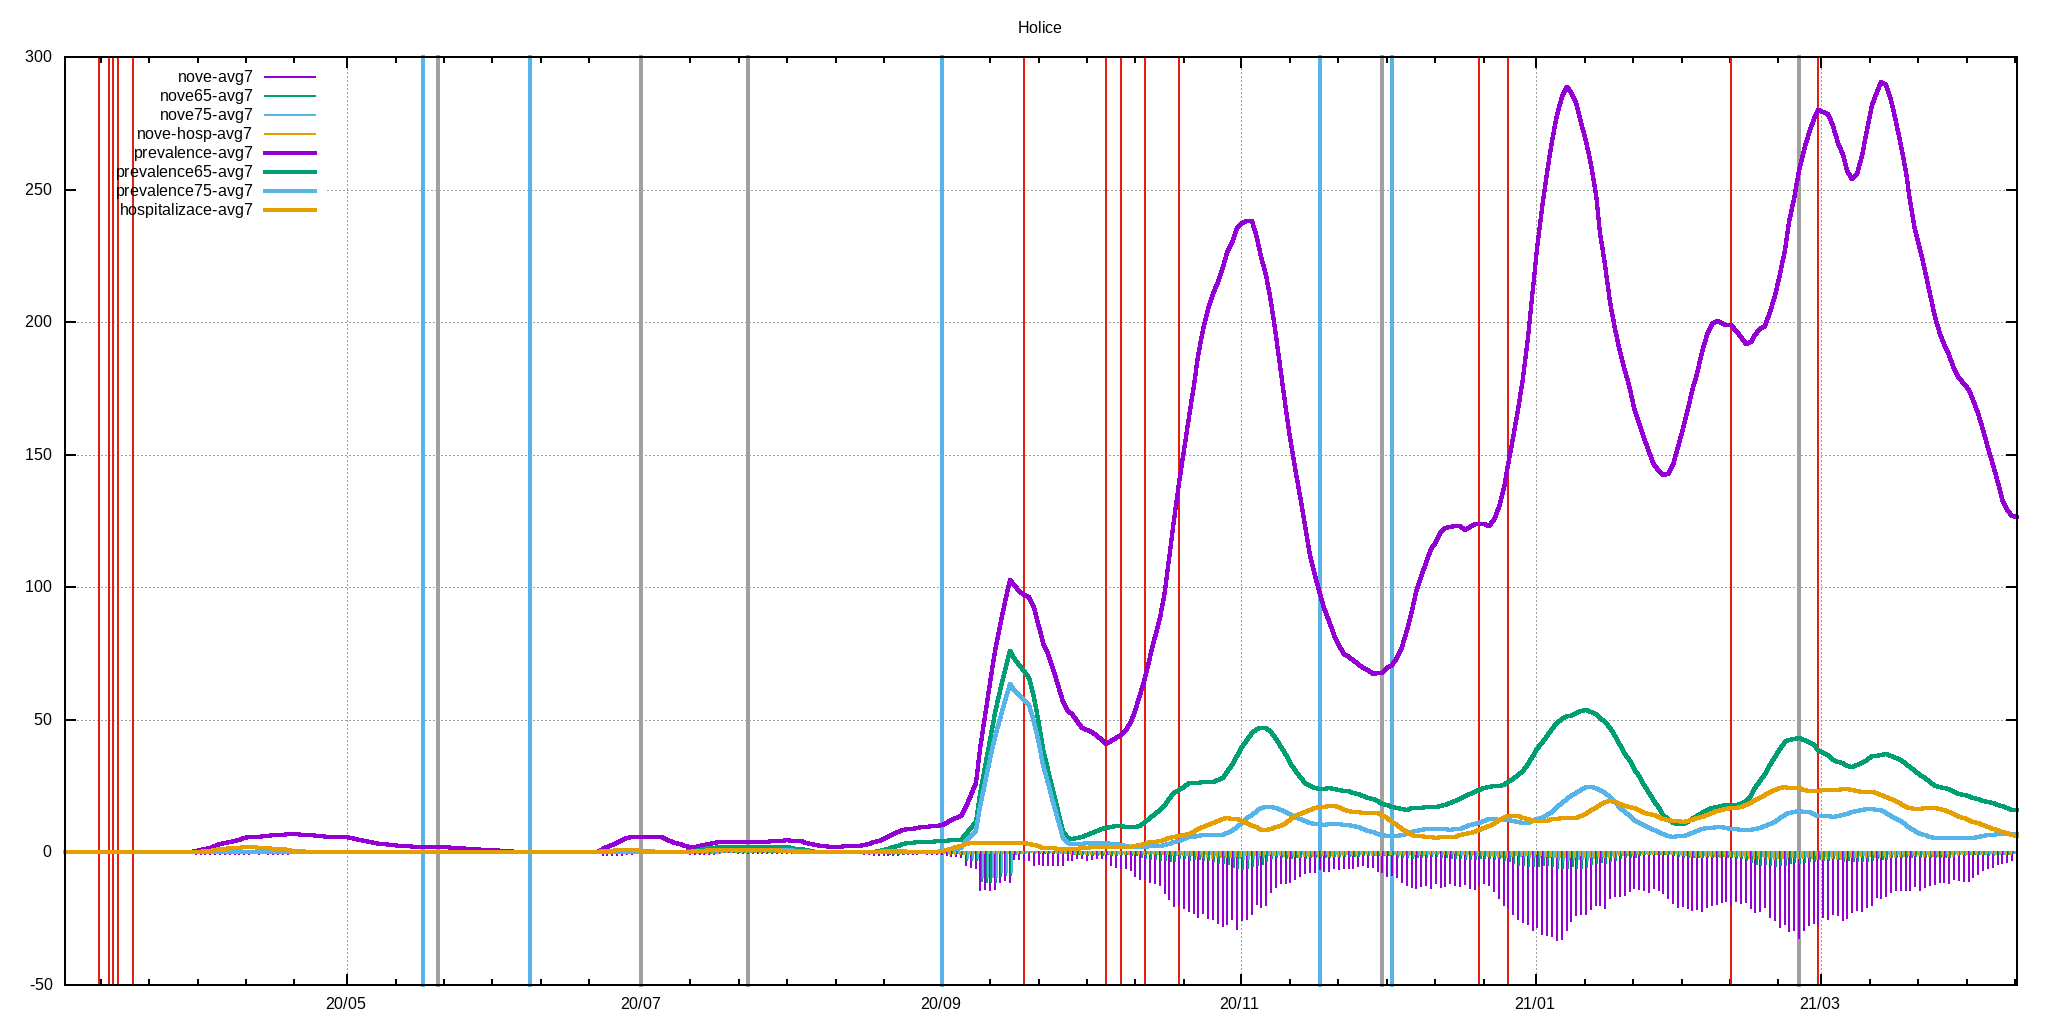 Holice
300
250
200
150
100
50
0
-50
nove-avg7
nove65-avg7
nove75-avg7
nove-hosp-avg7
prevalence-avg7
prevalence65-avg7
prevalence75-avg7
hospitalizace-avg7
20/05 20/07 20/09 20/11 21/01 21/03